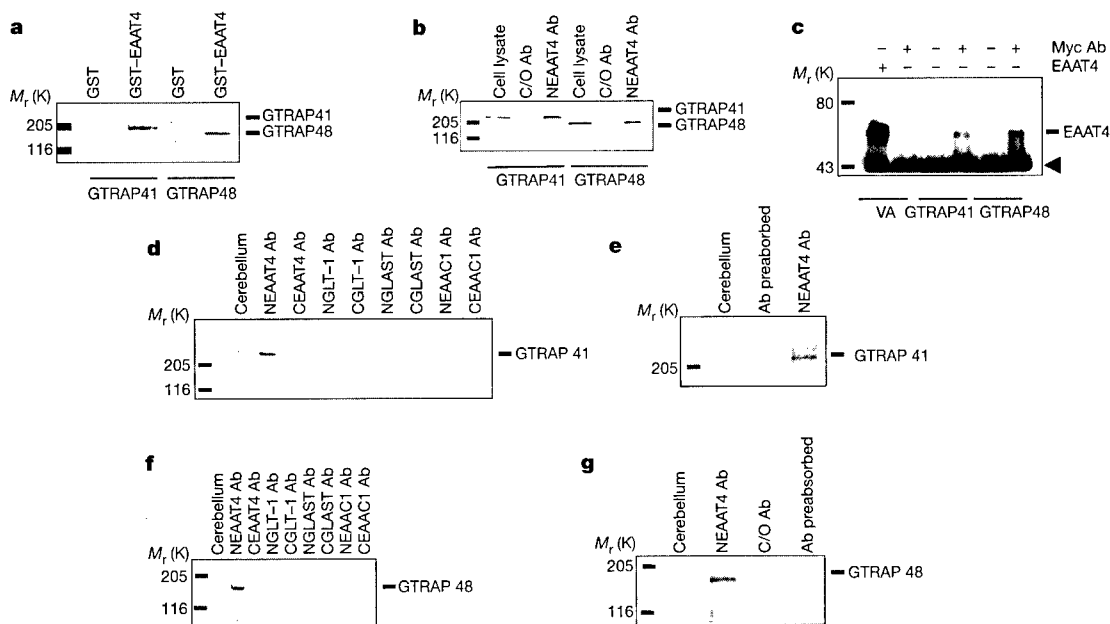 a
GST
GST–EAAT4
GST
GST–EAAT4
Mr (K)
205
116
GTRAP41
GTRAP48
GTRAP41
GTRAP48
b
Cell lysate
C/O Ab
NEAAT4 Ab
Cell lysate
C/O Ab
NEAAT4 Ab
Mr (K)
205
116
GTRAP41
GTRAP48
GTRAP41
GTRAP48
c
– + – + – + Myc Ab
+ – – – – – EAAT4
Mr (K)
80
43
EAAT4
VA GTRAP41 GTRAP48
d
Cerebellum
NEAAT4 Ab
CEAAT4 Ab
NGLT–1 Ab
CGLT–1 Ab
NGLAST Ab
CGLAST Ab
NEAAC1 Ab
CEAAC1 Ab
Mr (K)
205
116
GTRAP 41
e
Cerebellum
Ab preaborbed
NEAAT4 Ab
Mr (K)
205
GTRAP 41
f
Cerebellum
NEAAT4 Ab
CEAAT4 Ab
NGLT–1 Ab
CGLT–1 Ab
NGLAST Ab
CGLAST Ab
NEAAC1 Ab
CEAAC1 Ab
Mr (K)
205
116
GTRAP 48
g
Cerebellum
NEAAT4 Ab
C/O Ab
Ab preabsorbed
Mr (K)
205
116
GTRAP 48